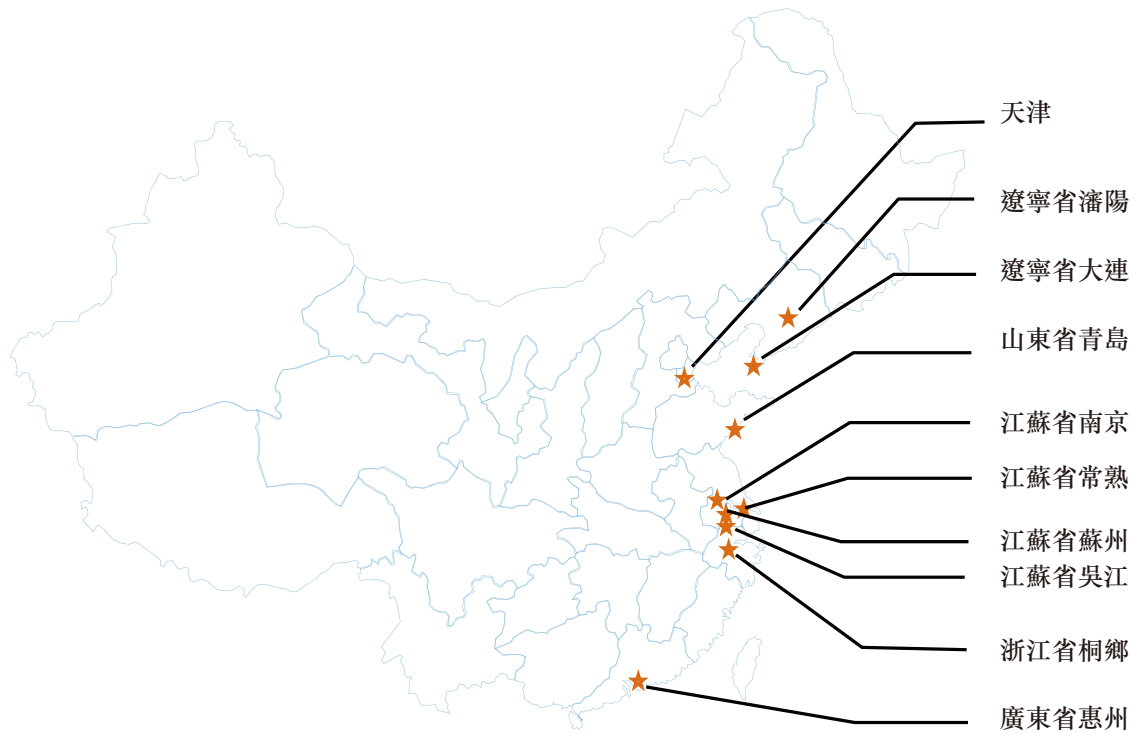 天津
遼寧省瀋陽
遼寧省大連
山東省青島
江蘇省南京
江蘇省常熟
江蘇省蘇州
江蘇省吳江
浙江省桐鄉
廣東省惠州